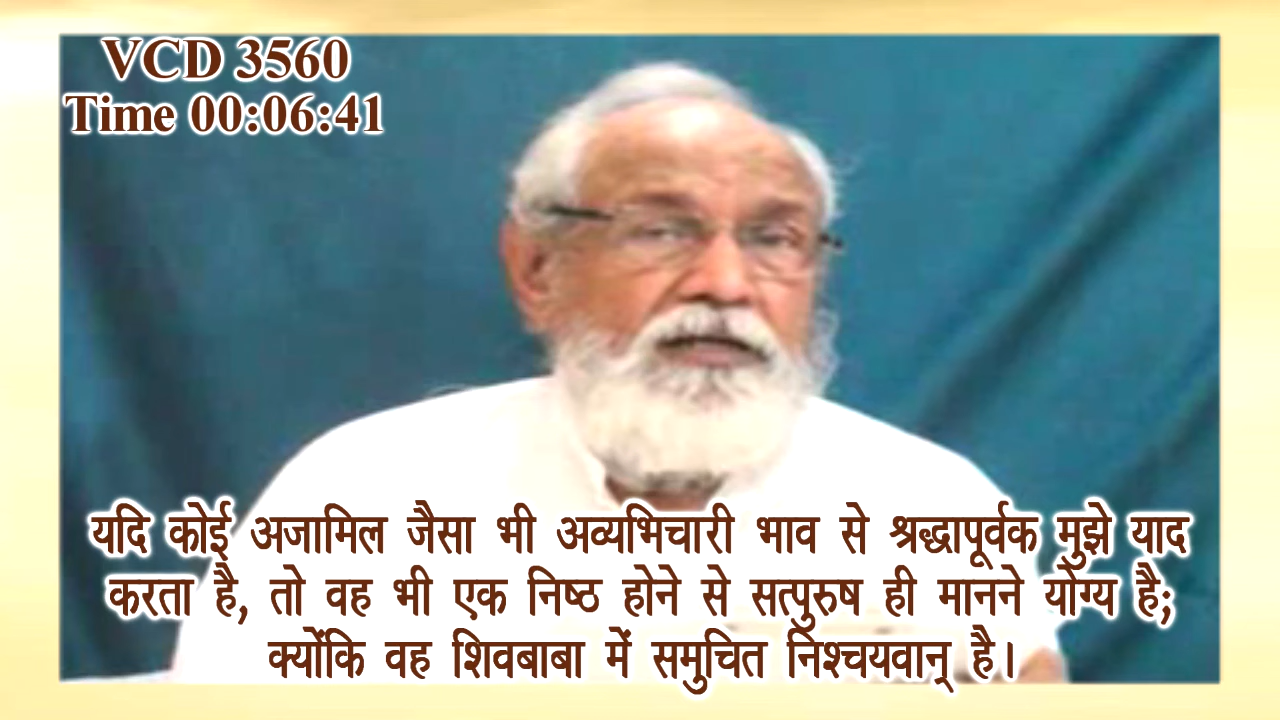 VCD 3560
Time 00:06:41
यदि कोई अजामिल जैसा भी अव्यभिचारी भाव से श्रद्धापूर्वक मुझे याद
करता है, तो वह भी एक निष्ठ होने से सत्पुरुष ही मानने योग्य है;
क्योंकि वह शिवबाबा में समुचित निश्चयवान् है।